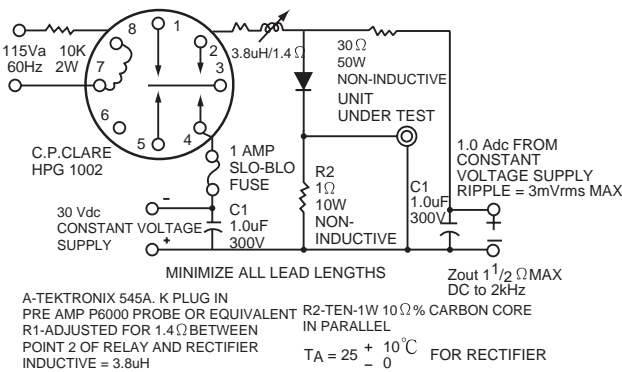 115Va
60Hz
10K
2W
8
1
2
7
3
6
5
4
C.P.CLARE
HPG 1002
3.8uH/1.4 Ω
30 Ω
50W
NON-INDUCTIVE
UNIT
UNDER TEST
1 AMP
SLO-BLO
FUSE
R2
1Ω
10W
NON-
INDUCTIVE
C1
1.0uF
300V
1.0 Adc FROM
CONSTANT
VOLTAGE SUPPLY
RIPPLE = 3mVrms MAX
+
–
30 Vdc
CONSTANT VOLTAGE
SUPPLY
–
+
C1
1.0uF
300V
MINIMIZE ALL LEAD LENGTHS
Zout 1 1/2 Ω MAX
DC to 2kHz
A-TEKTRONIX 545A. K PLUG IN
PRE AMP P6000 PROBE OR EQUIVALENT
R1-ADJUSTED FOR 1.4 Ω BETWEEN
POINT 2 OF RELAY AND RECTIFIER
INDUCTIVE = 3.8uH
R2-TEN-1W 10 Ω % CARBON CORE
IN PARALLEL
TA = 25 + 10℃ – 0 FOR RECTIFIER